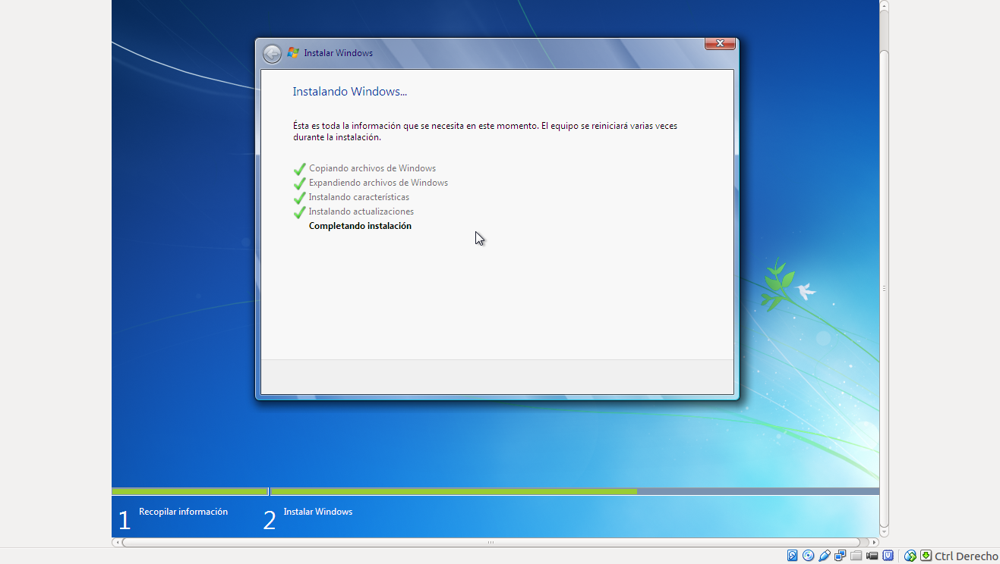 Instalar Windows
Instalando Windows...
Ésta es toda la información que se necesita en este momento. El equipo se reiniciará varias veces
durante la instalación.
Copiando archivos de Windows
Expandiendo archivos de Windows
Instalando características
Instalando actualizaciones
Completando instalación
1 Recopilar información
2 Instalar Windows
Ctrl Derecho